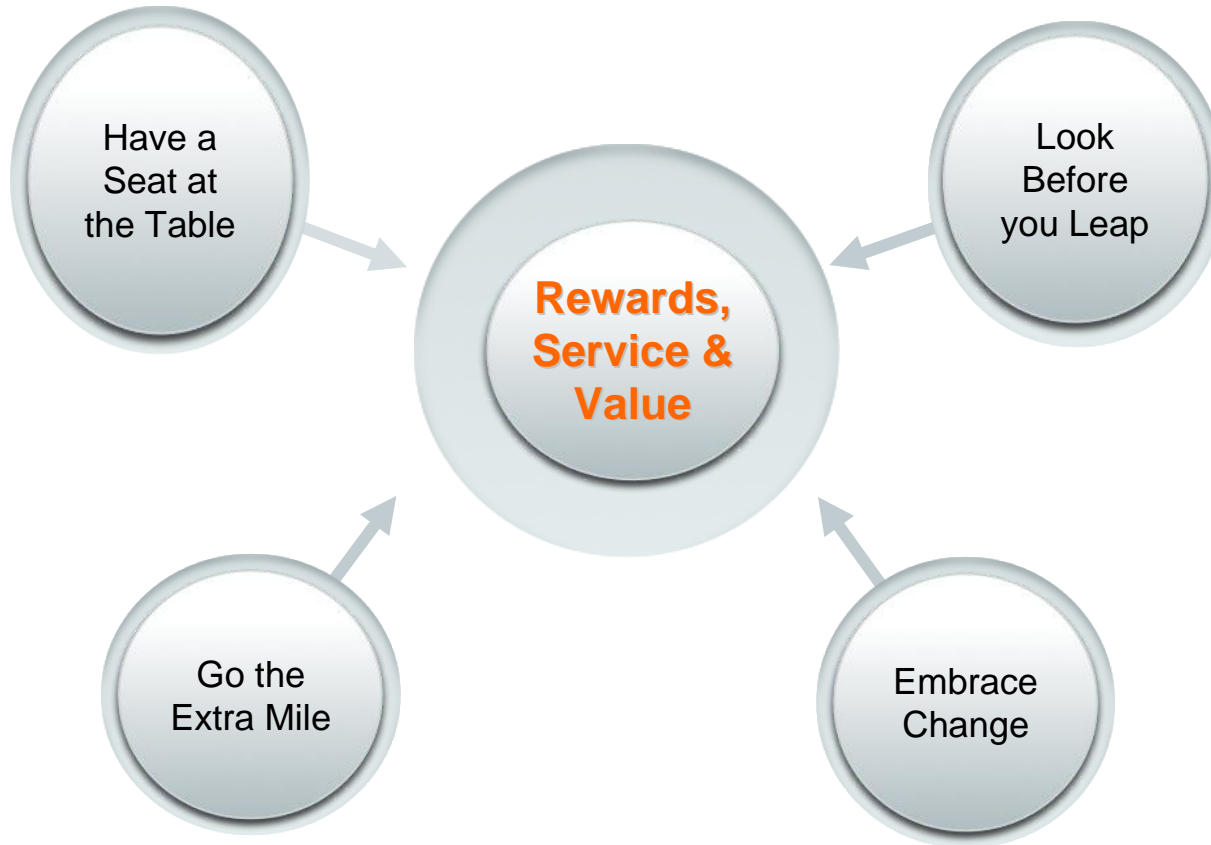 Have a
Seat at
the Table
Look
Before
you Leap
Rewards,
Service &
Value
Go the
Extra Mile
Embrace
Change